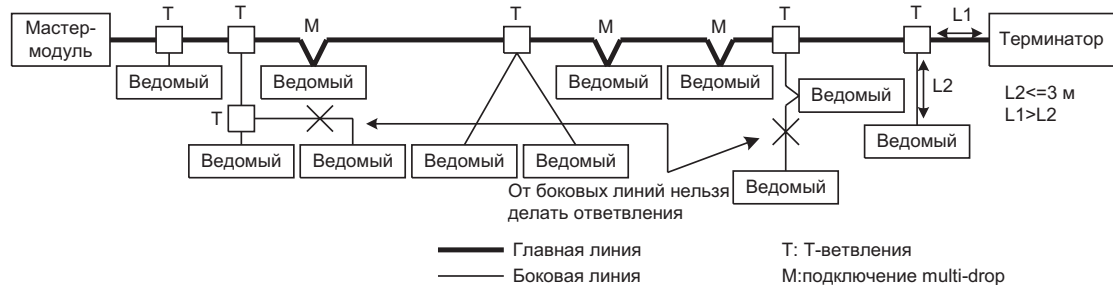 T T M T M M T T L1
Мастер-
модуль
Терминатор
Ведомый Ведомый Ведомый Ведомый Ведомый
L2
L2<=3 м
L1>L2
T
Ведомый
Ведомый Ведомый Ведомый Ведомый
Ведомый
От боковых линий нельзя
делать ответвления
Главная линия
T: Т-ветвления
Боковая линия
M:подключение multi-drop